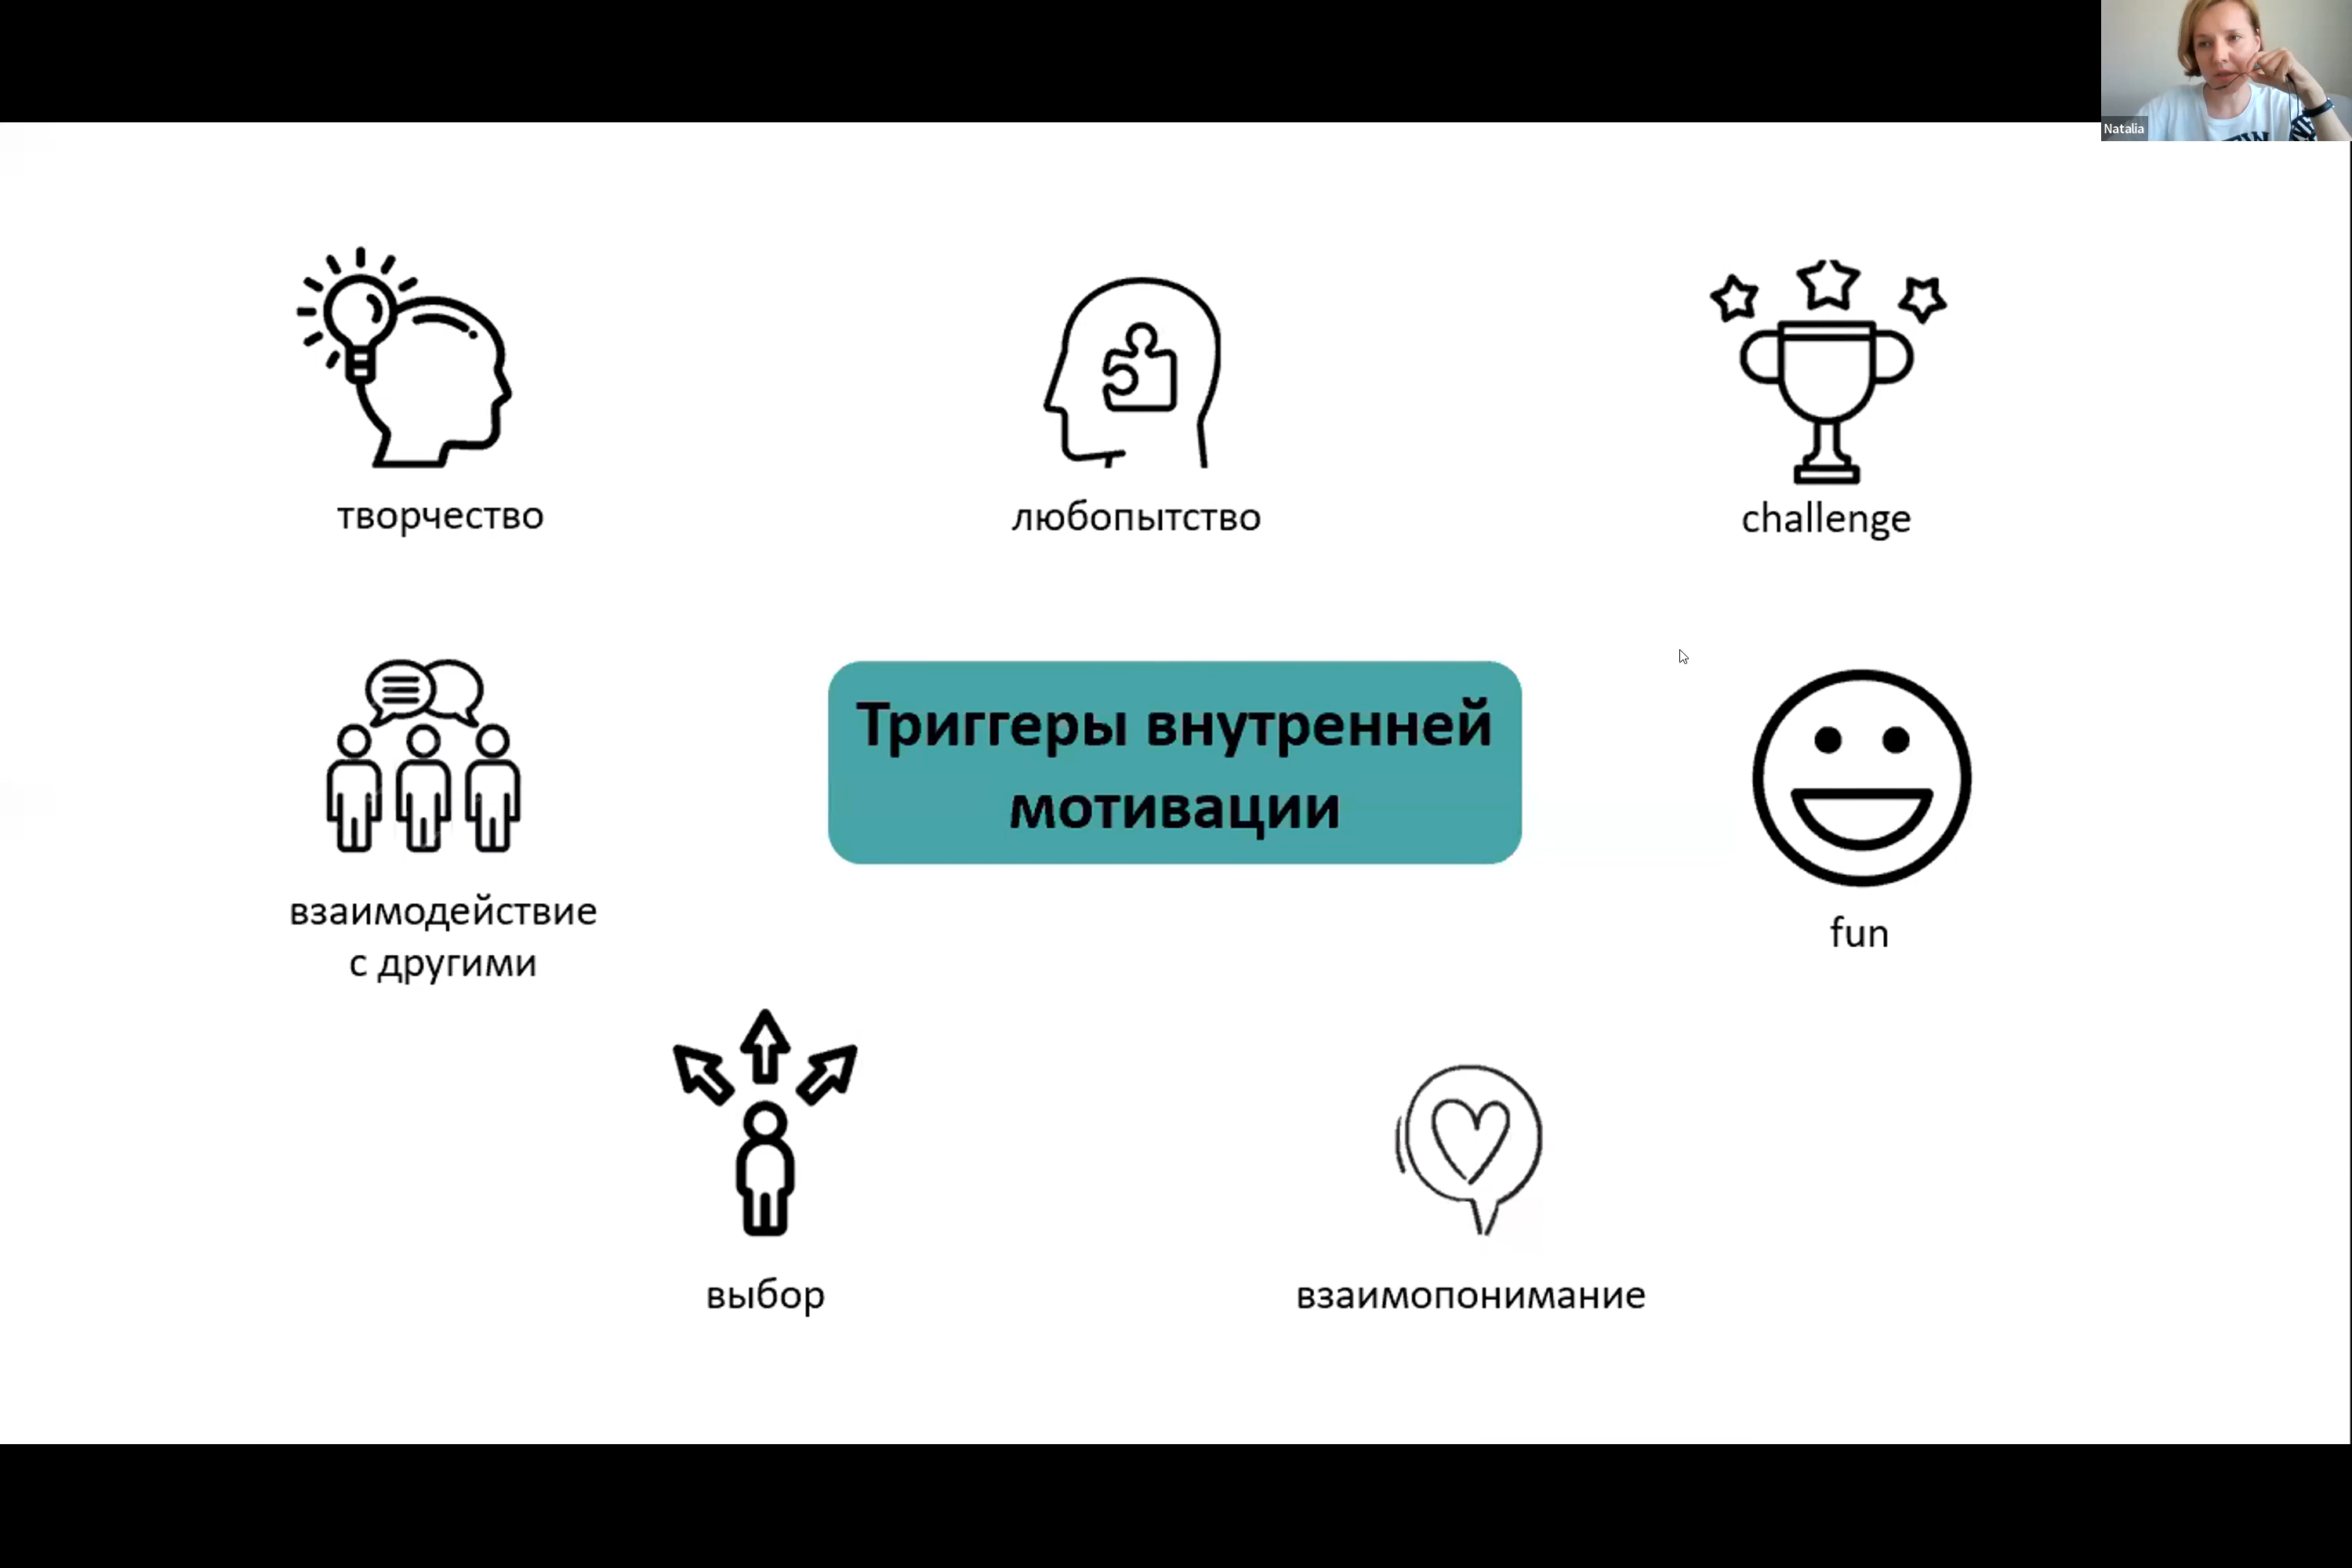 Natalia
творчество
любопытство
challenge
Триггеры внутренней
мотивации
взаимодействие
с другими
fun
выбор
взаимопонимание